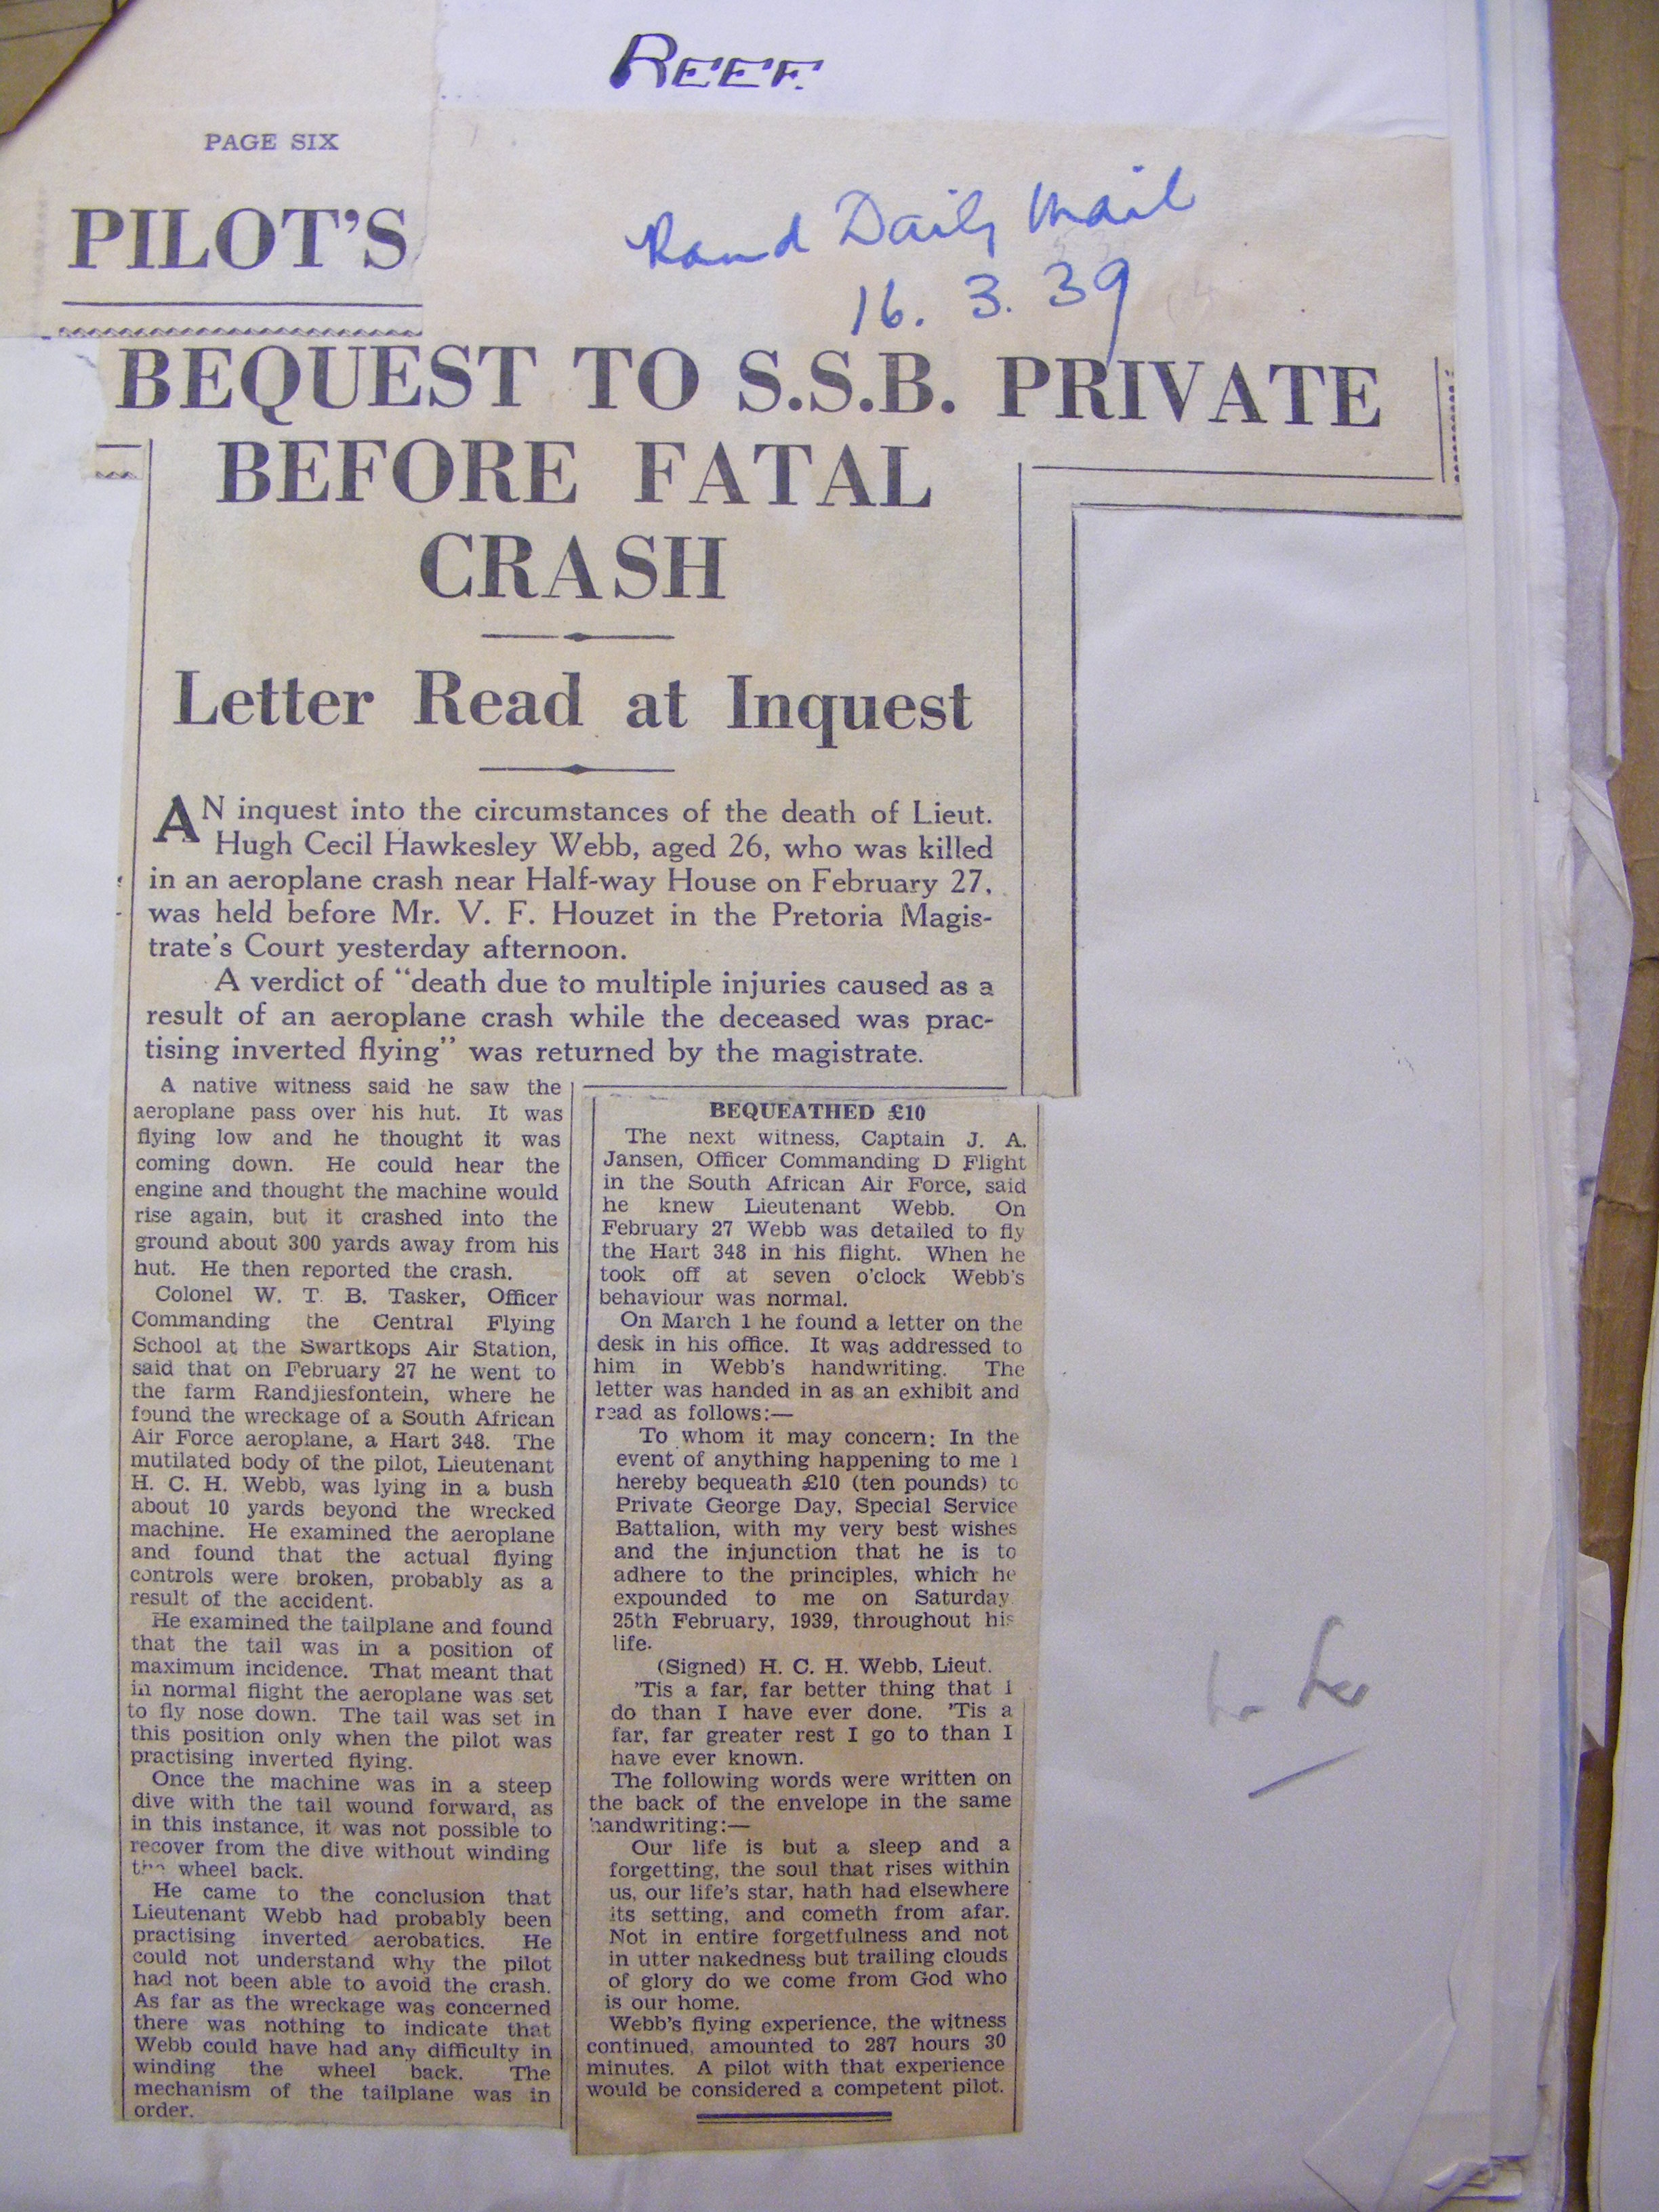 REEF.
PAGE SIX
Rand Daily Mail
16. 3. 39
PILOT'S
BEQUEST TO S.S.B. PRIVATE
BEFORE FATAL
CRASH
Letter Read at Inquest
AN inquest into the circumstances of the death of Lieut.
Hugh Cecil Hawkesley Webb, aged 26, who was killed
in an aeroplane crash near Half-way House on February 27,
was held before Mr. V. F. Houzet in the Pretoria Magis-
trate's Court yesterday afternoon.
A verdict of "death due to multiple injuries caused as a
result of an aeroplane crash while the deceased was prac-
tising inverted flying" was returned by the magistrate.
A native witness said he saw the
aeroplane pass over his hut. It was
flying low and he thought it was
coming down. He could hear the
engine and thought the machine would
rise again, but it crashed into the
ground about 300 yards away from his
hut. He then reported the crash.
Colonel W. T. B. Tasker, Officer
Commanding the Central Flying
School at the Swartkops Air Station,
said that on February 27 he went to
the farm Randjiesfontein, where he
found the wreckage of a South African
Air Force aeroplane, a Hart 348. The
mutilated body of the pilot, Lieutenant
H. C. H. Webb, was lying in a bush
about 10 yards beyond the wrecked
machine. He examined the aeroplane
and found that the actual flying
controls were broken, probably as a
result of the accident.
He examined the tailplane and found
that the tail was in a position of
maximum incidence. That meant that
in normal flight the aeroplane was set
to fly nose down. The tail was set in
this position only when the pilot was
practising inverted flying.
Once the machine was in a steep
dive with the tail wound forward, as
in this instance, it was not possible to
recover from the dive without winding
the wheel back.
He came to the conclusion that
Lieutenant Webb had probably been
practising inverted aerobatics. He
could not understand why the pilot
had not been able to avoid the crash.
As far as the wreckage was concerned
there was nothing to indicate that
Webb could have had any difficulty in
winding the wheel back. The
mechanism of the tailplane was in
order.
BEQUEATHED £10
The next witness, Captain J. A.
Jansen, Officer Commanding D Flight
in the South African Air Force, said
he knew Lieutenant Webb. On
February 27 Webb was detailed to fly
the Hart 348 in his flight. When he
took off at seven o'clock Webb's
behaviour was normal.
On March 1 he found a letter on the
desk in his office. It was addressed to
him in Webb's handwriting. The
letter was handed in as an exhibit and
read as follows:—
To whom it may concern: In the
event of anything happening to me I
hereby bequeath £10 (ten pounds) to
Private George Day, Special Service
Battalion, with my very best wishes
and the injunction that he is to
adhere to the principles, which he
expounded to me on Saturday
25th February, 1939, throughout his
life.
(Signed) H. C. H. Webb, Lieut.
'Tis a far, far better thing that I
do than I have ever done. 'Tis a
far, far greater rest I go to than I
have ever known.
The following words were written on
the back of the envelope in the same
handwriting:—
Our life is but a sleep and a
forgetting, the soul that rises within
us, our life's star, hath had elsewhere
its setting, and cometh from afar.
Not in entire forgetfulness and not
in utter nakedness but trailing clouds
of glory do we come from God who
is our home.
Webb's flying experience, the witness
continued, amounted to 287 hours 30
minutes. A pilot with that experience
would be considered a competent pilot.